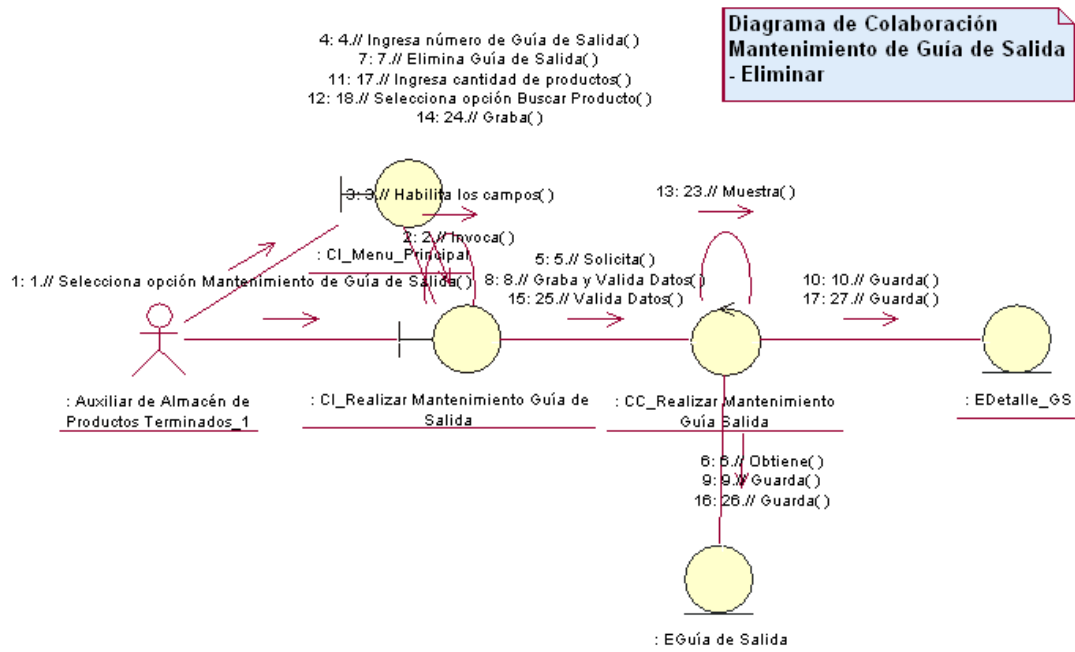 Diagrama de Colaboración
Mantenimiento de Guía de Salida
- Eliminar
4: 4.// Ingresa número de Guía de Salida( )
7: 7.// Elimina Guía de Salida( )
11: 17.// Ingresa cantidad de productos( )
12: 18.// Selecciona opción Buscar Producto( )
14: 24.// Graba( )
3: 3.// Habilita los campos( )
13: 23.// Muestra( )
2: 2.// Invoca( )
: CI_Menu_Principal
1: 1.// Selecciona opción Mantenimiento de Guía de Salida( )
5: 5.// Solicita( )
8: 8.// Graba y Valida Datos( )
15: 25.// Valida Datos( )
10: 10.// Guarda( )
17: 27.// Guarda( )
: Auxiliar de Almacén de
Productos Terminados_1
: CI_Realizar Mantenimiento Guía de
Salida
: CC_Realizar Mantenimiento
Guía Salida
: EDetalle_GS
6: 6.// Obtiene( )
9: 9.// Guarda( )
16: 26.// Guarda( )
: EGuía de Salida